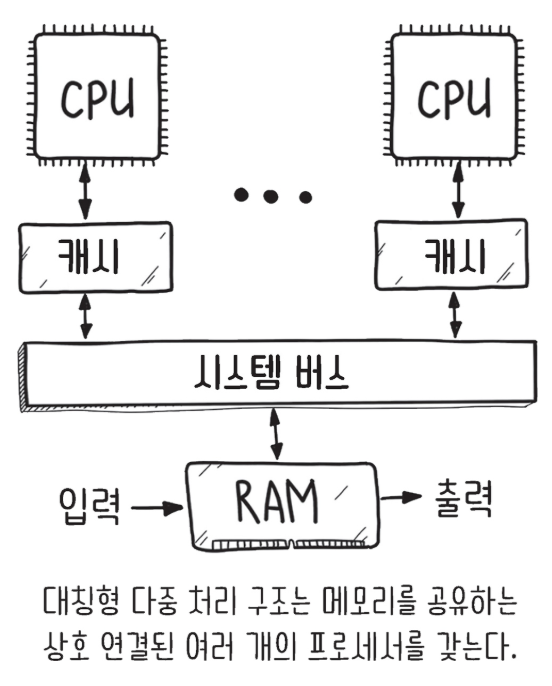 CPU
CPU
캐시
캐시
시스템 버스
입력
RAM
출력
대칭형 다중 처리 구조는 메모리를 공유하는
상호 연결된 여러 개의 프로세서를 갖는다.